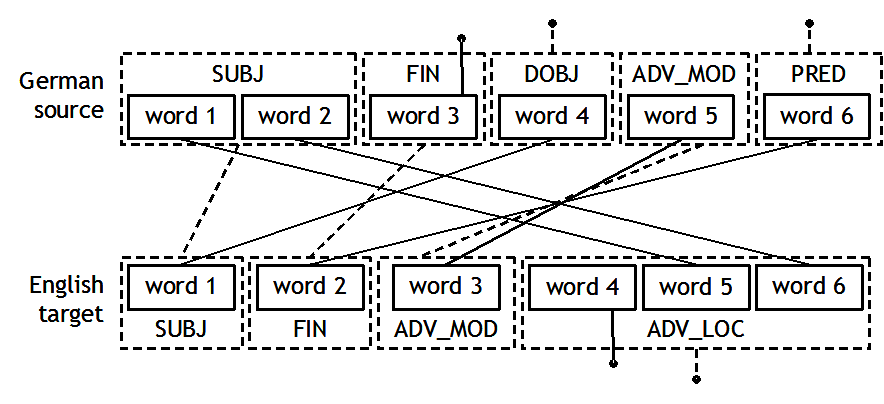 German source
SUBJ FIN DOBJ ADV_MOD PRED
word 1 word 2 word 3 word 4 word 5 word 6
English target
word 1 word 2 word 3 word 4 word 5 word 6
SUBJ FIN ADV_MOD ADV_LOC